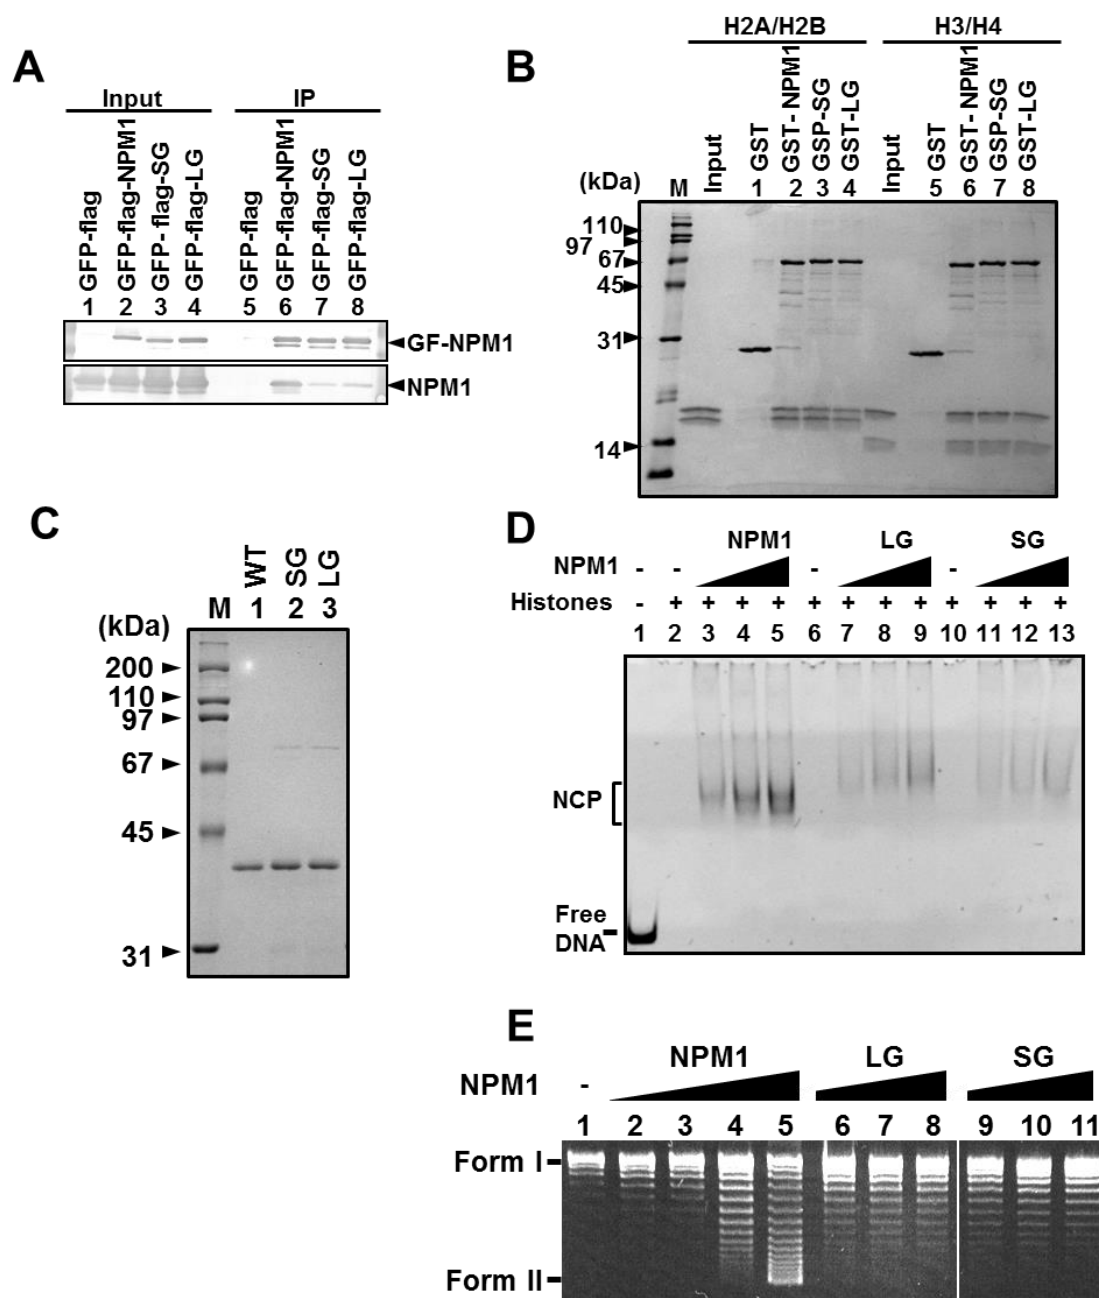 A
Input IP
GFP-flag
GFP-flag-NPM1
GFP-flag-SG
GFP-flag-LG
GFP-flag
GFP-flag-NPM1
GFP-flag-SG
GFP-flag-LG
1 2 3 4 5 6 7 8
GF-NPM1
NPM1
B
H2A/H2B H3/H4
(kDa)
M
Input
GST
GST-NPM1
GSP-SG
GST-LG
Input
GST
GST-NPM1
GSP-SG
GST-LG
1 2 3 4 5 6 7 8
110
97
67
45
31
14
C
WT
SG
LG
M 1 2 3
(kDa)
200
110
97
67
45
31
D
NPM1 LG SG
NPM1 - - - -
Histones - + + + + + + + + + + + +
1 2 3 4 5 6 7 8 9 10 11 12 13
NCP
Free
DNA
E
NPM1 LG SG
NPM1 -
1 2 3 4 5 6 7 8 9 10 11
Form I
Form II